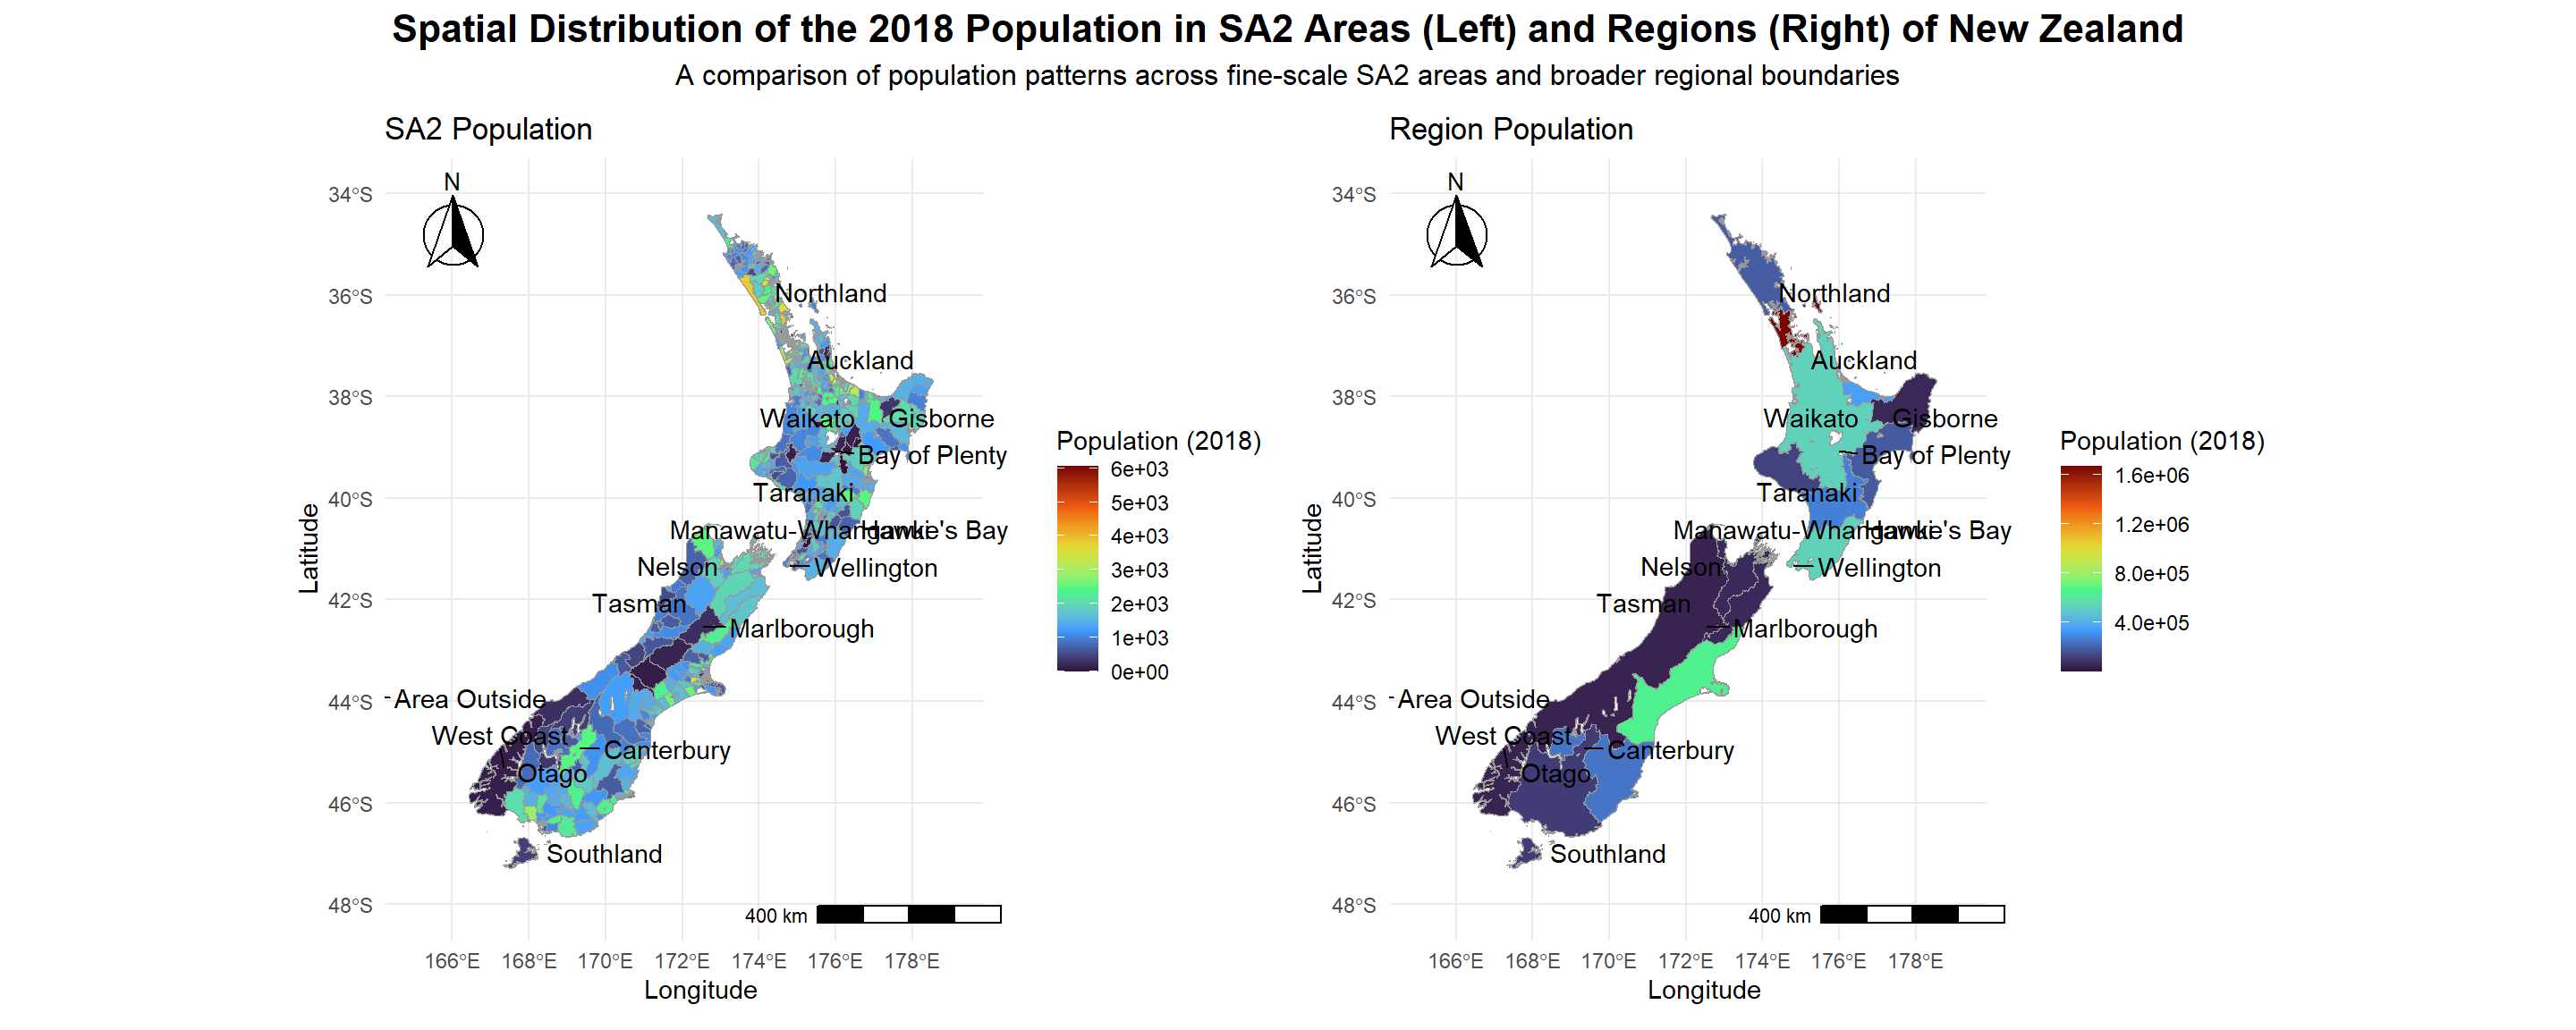 Spatial Distribution of the 2018 Population in SA2 Areas (Left) and Regions (Right) of New Zealand
A comparison of population patterns across fine-scale SA2 areas and broader regional boundaries
SA2 Population
N
34°S
36°S
38°S
40°S
42°S
44°S
46°S
48°S
Latitude
Northland
Auckland
Waikato
Gisborne
Bay of Plenty
Taranaki
Manawatu-Whanganui
Hawke's Bay
Nelson
Wellington
Tasman
Marlborough
Area Outside
West Coast
Canterbury
Otago
Southland
400 km
166°E 168°E 170°E 172°E 174°E 176°E 178°E
Longitude
Population (2018)
6e+03
5e+03
4e+03
3e+03
2e+03
1e+03
0e+00
Region Population
N
34°S
36°S
38°S
40°S
42°S
44°S
46°S
48°S
Latitude
Northland
Auckland
Waikato
Gisborne
Bay of Plenty
Taranaki
Manawatu-Whanganui
Hawke's Bay
Nelson
Wellington
Tasman
Marlborough
Area Outside
West Coast
Canterbury
Otago
Southland
400 km
166°E 168°E 170°E 172°E 174°E 176°E 178°E
Longitude
Population (2018)
1.6e+06
1.2e+06
8.0e+05
4.0e+05